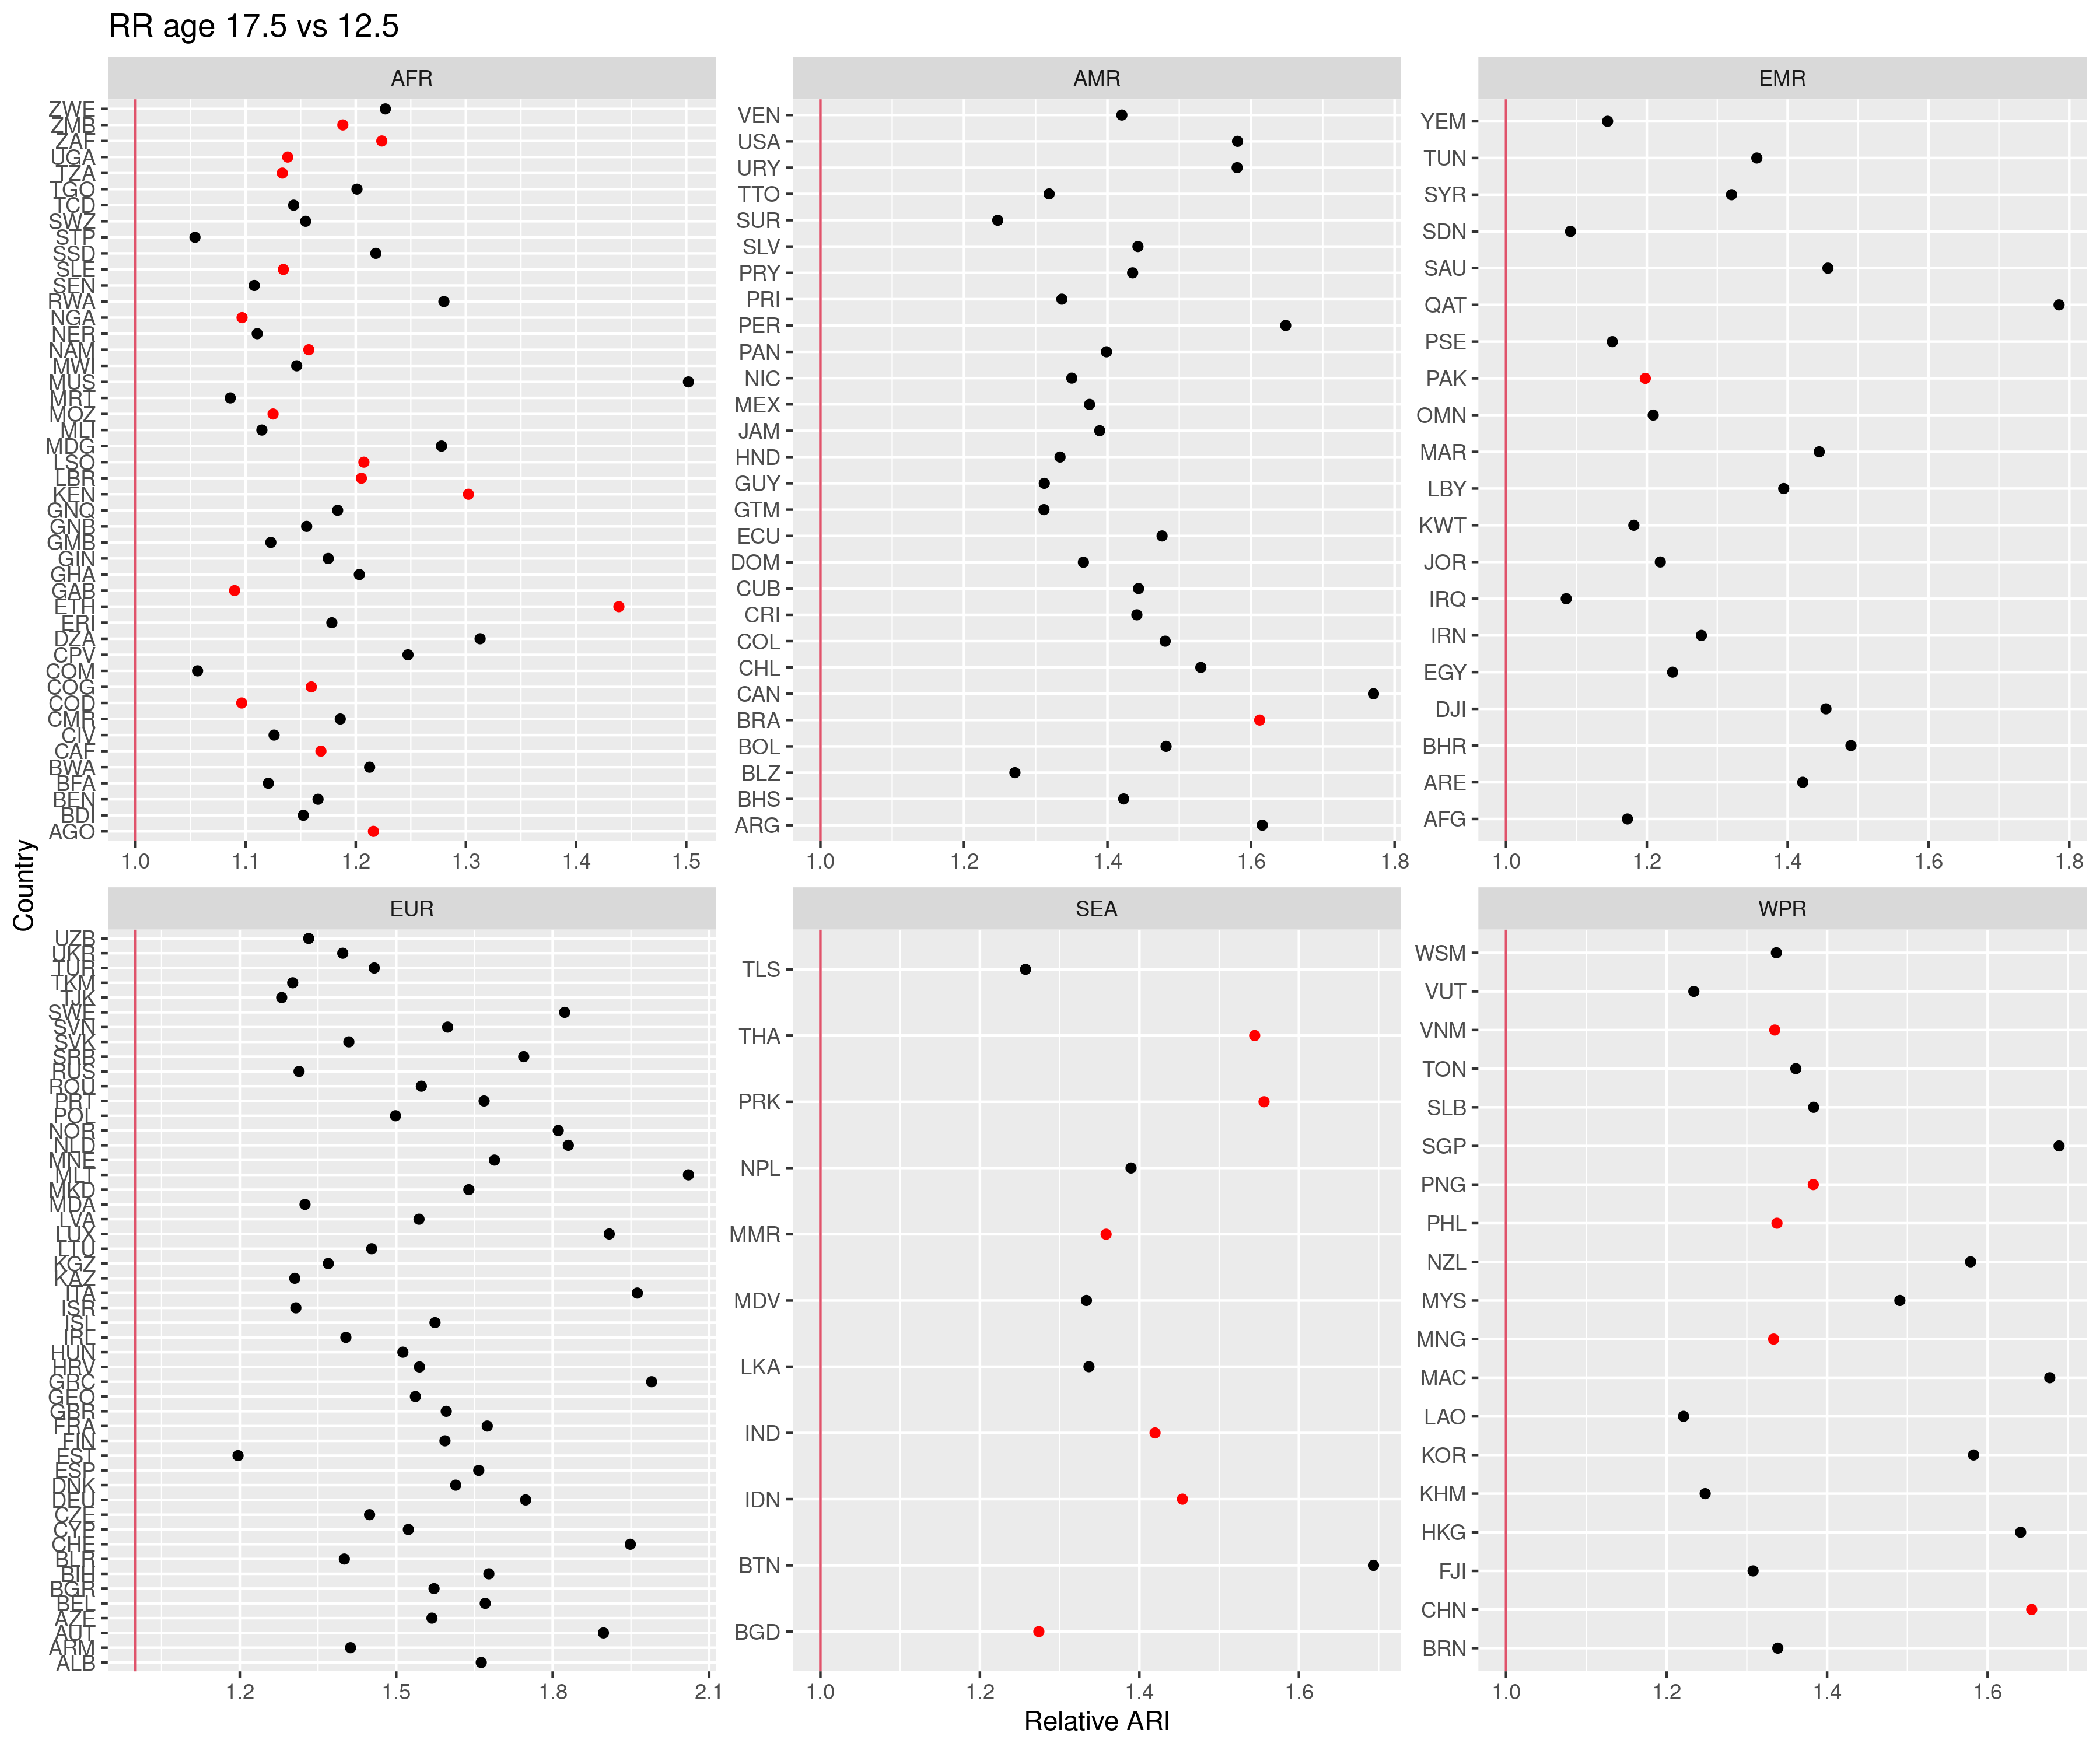 RR age 17.5 vs 12.5
AFR
ZWE
ZMB
ZAF
UGA
TZA
TGO
TCD
SWZ
STP
SSD
SLE
SEN
RWA
NGA
NER
NAM
MWI
MUS
MRT
MOZ
MLI
MDG
LSO
LBR
KEN
GNQ
GNB
GMB
GIN
GHA
GAB
ETH
ERI
DZA
CPV
COM
COG
COD
CMR
CIV
CAF
BWA
BFA
BEN
BDI
AGO
1.0 1.1 1.2 1.3 1.4 1.5
AMR
VEN
USA
URY
TTO
SUR
SLV
PRY
PRI
PER
PAN
NIC
MEX
JAM
HND
GUY
GTM
ECU
DOM
CUB
CRI
COL
CHL
CAN
BRA
BOL
BLZ
BHS
ARG
1.0 1.2 1.4 1.6 1.8
EMR
YEM
TUN
SYR
SDN
SAU
QAT
PSE
PAK
OMN
MAR
LBY
KWT
JOR
IRQ
IRN
EGY
DJI
BHR
ARE
AFG
1.0 1.2 1.4 1.6 1.8
Country
EUR
UZB
UKR
TUR
TKM
TJK
SWE
SVN
SVK
SRB
RUS
ROU
PRT
POL
NOR
NLD
MNE
MLT
MKD
MDA
LVA
LUX
LTU
KGZ
KAZ
ITA
ISR
ISL
IRL
HUN
HRV
GRC
GEO
GBR
FRA
FIN
EST
ESP
DNK
DEU
CZE
CYP
CHE
BLR
BIH
BGR
BEL
AZE
AUT
ARM
ALB
1.2 1.5 1.8 2.1
SEA
TLS
THA
PRK
NPL
MMR
MDV
LKA
IND
IDN
BTN
BGD
1.0 1.2 1.4 1.6
WPR
WSM
VUT
VNM
TON
SLB
SGP
PNG
PHL
NZL
MYS
MNG
MAC
LAO
KOR
KHM
HKG
FJI
CHN
BRN
1.0 1.2 1.4 1.6
Relative ARI